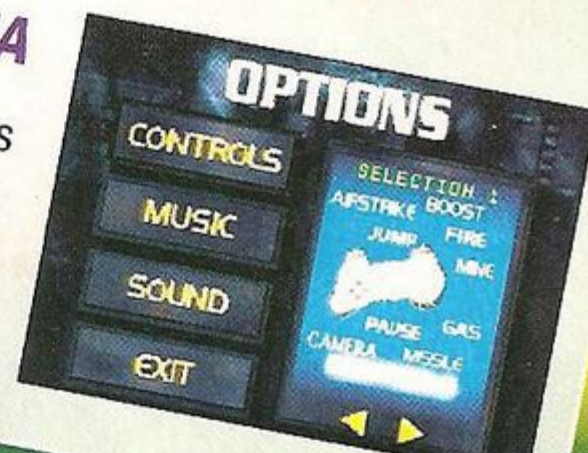 A
S
OPTIONS
CONTROLS
MUSIC
SOUND
EXIT
SELECTION 1
AIRSTRIKE BOOST
JUMP FIRE
MINE
PAUSE GAS
CAMERA MISSLE